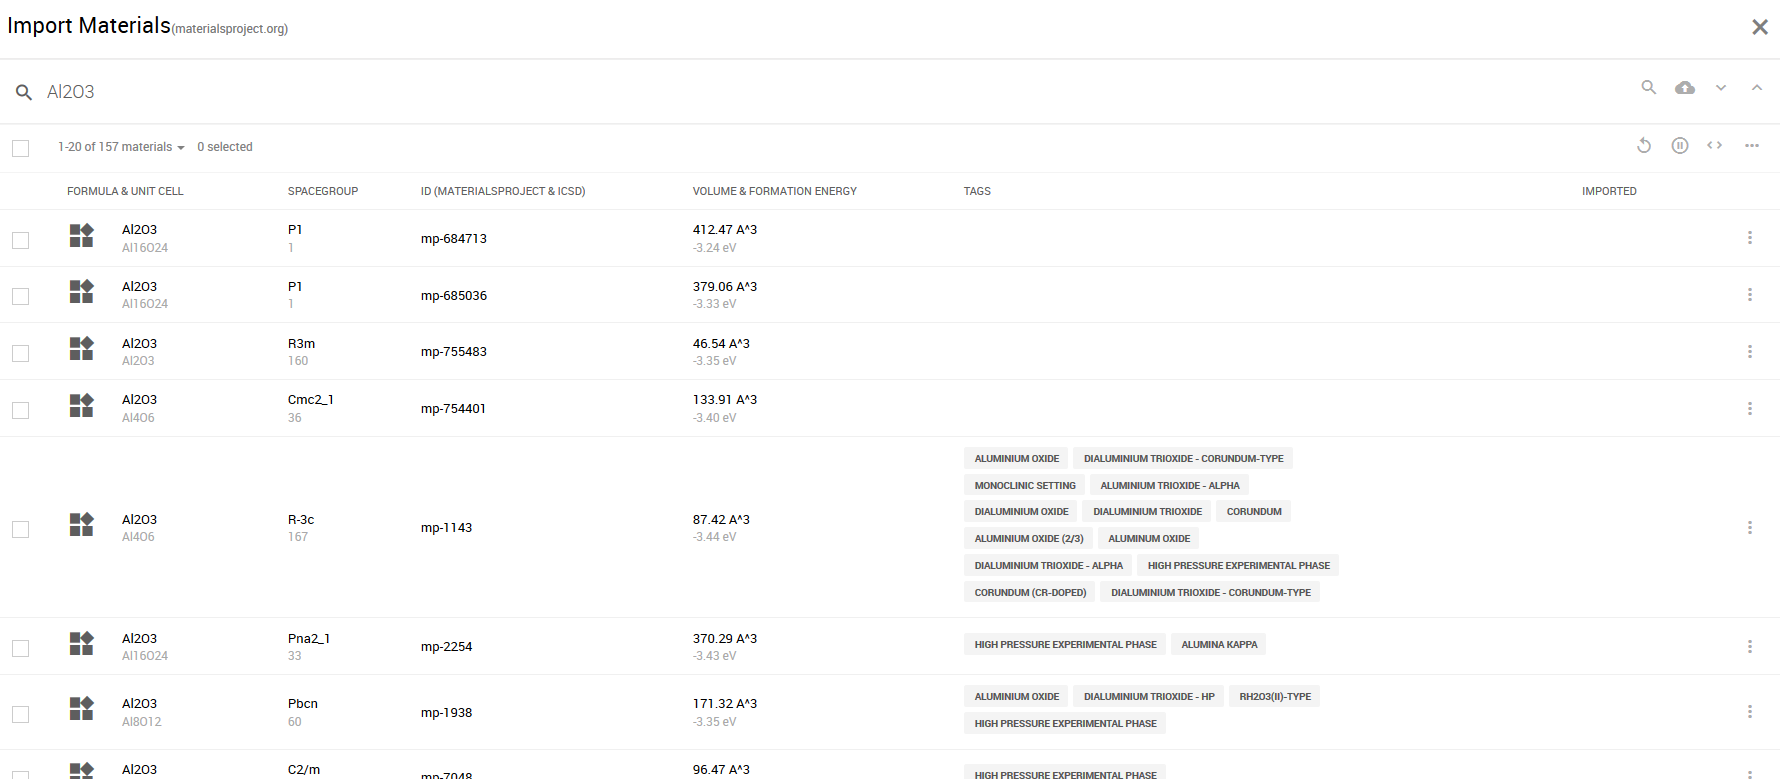 Import Materials(materialsproject.org)
Al2O3
1-20 of 157 materials 0 selected
FORMULA & UNIT CELL SPACEGROUP ID (MATERIALSPROJECT & ICSD) VOLUME & FORMATION ENERGY TAGS IMPORTED
Al2O3 P1 mp-684713 412.47 A^3
Al16O24 1 -3.24 eV
Al2O3 P1 mp-685036 379.06 A^3
Al16O24 1 -3.33 eV
Al2O3 R3m mp-755483 46.54 A^3
Al2O3 160 -3.35 eV
Al2O3 Cmc2_1 mp-754401 133.91 A^3
Al4O6 36 -3.40 eV
ALUMINIUM OXIDE DIALUMINIUM TRIOXIDE - CORUNDUM-TYPE
MONOCLINIC SETTING ALUMINIUM TRIOXIDE - ALPHA
DIALUMINIUM OXIDE DIALUMINIUM TRIOXIDE CORUNDUM
Al2O3 R-3c mp-1143 87.42 A^3
Al4O6 167 -3.44 eV
ALUMINIUM OXIDE (2/3) ALUMINUM OXIDE
DIALUMINIUM TRIOXIDE - ALPHA HIGH PRESSURE EXPERIMENTAL PHASE
CORUNDUM (CR-DOPED) DIALUMINIUM TRIOXIDE - CORUNDUM-TYPE
Al2O3 Pna2_1 mp-2254 370.29 A^3 HIGH PRESSURE EXPERIMENTAL PHASE ALUMINA KAPPA
Al16O24 33 -3.43 eV
ALUMINIUM OXIDE DIALUMINIUM TRIOXIDE - HP RH2O3(II)-TYPE
Al2O3 Pbcn mp-1938 171.32 A^3
Al8O12 60 -3.35 eV
HIGH PRESSURE EXPERIMENTAL PHASE
Al2O3 C2/m mp-7048 96.47 A^3 HIGH PRESSURE EXPERIMENTAL PHASE